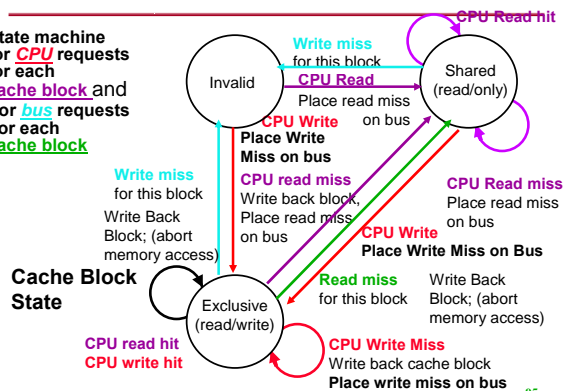 CPU Read hit
tate machine
or CPU requests
or each
ache block and
or bus requests
or each
ache block
Write miss
for this block
Invalid
CPU Read
Place read miss
on bus
Shared
(read/only)
CPU Write
Place Write
Miss on bus
Write miss
for this block
Write Back
Block; (abort
memory access)
CPU read miss
Write back block,
Place read miss
on bus
CPU Read miss
Place read miss
on bus
CPU Write
Place Write Miss on Bus
Cache Block
State
Read miss
for this block
Write Back
Block; (abort
memory access)
Exclusive
(read/write)
CPU read hit
CPU write hit
CPU Write Miss
Write back cache block
Place write miss on bus